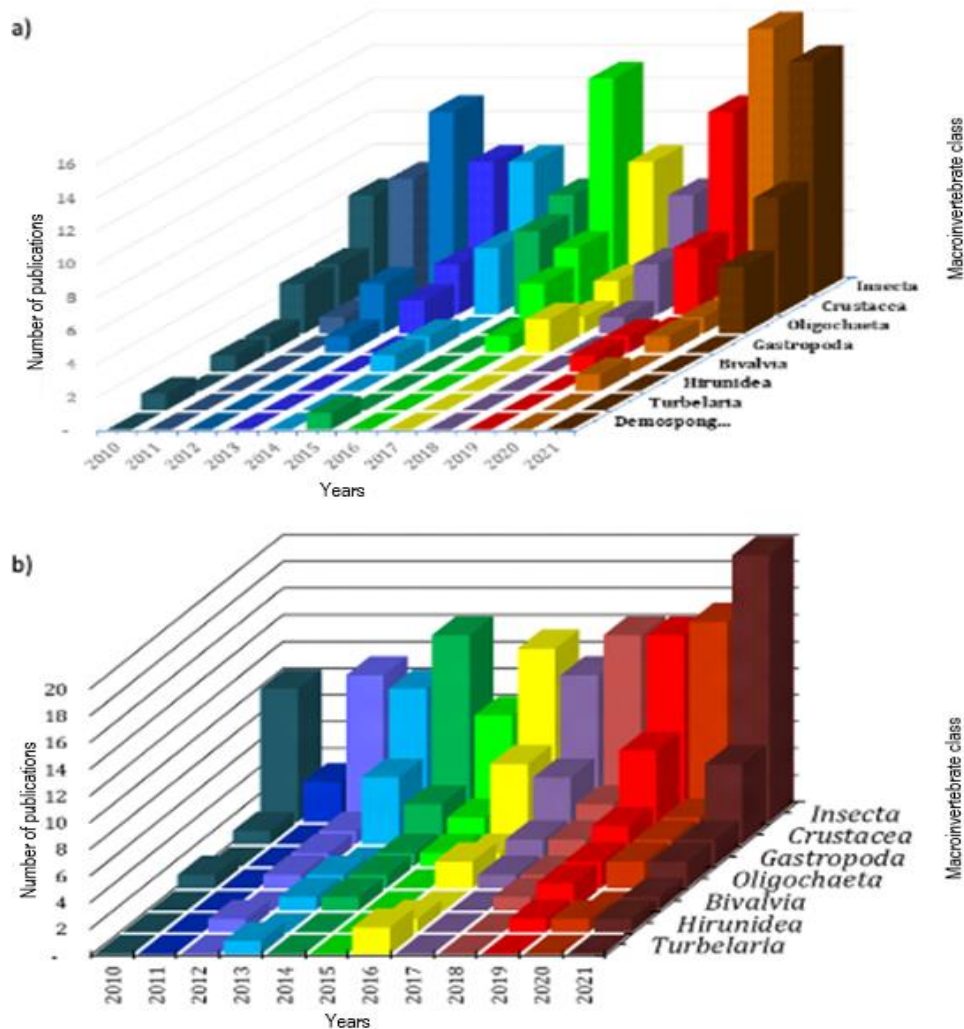 a)
Number of publications
16
14
12
10
8
6
4
2
-
2010
2011
2012
2013
2014
2015
2016
2017
2018
2019
2020
2021
Years
Insecta
Crustacea
Oligochaeta
Gastropoda
Bivalvia
Hirunidea
Turbelaria
Demospong...
Macroinvertebrate class
b)
Number of publications
20
18
16
14
12
10
8
6
4
2
-
2010
2011
2012
2013
2014
2015
2016
2017
2018
2019
2020
2021
Years
Insecta
Crustacea
Gastropoda
Oligochaeta
Bivalvia
Hirunidea
Turbelaria
Macroinvertebrate class